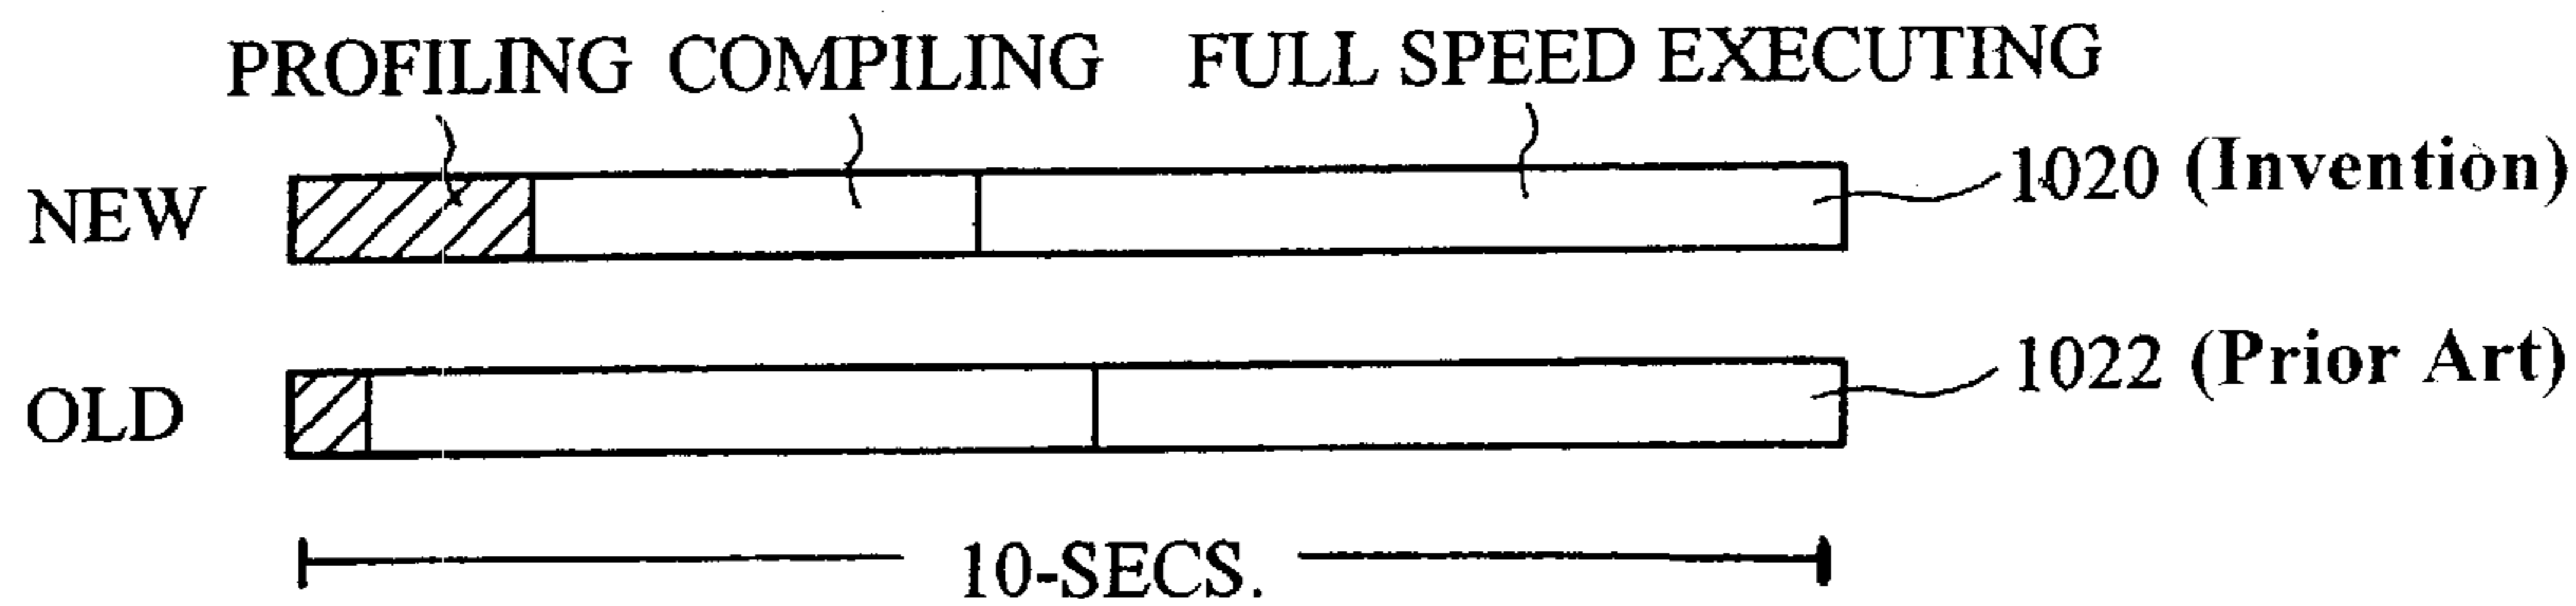 PROFILING COMPILING FULL SPEED EXECUTING
NEW 1020 (Invention)
OLD 1022 (Prior Art)
10-SECS.